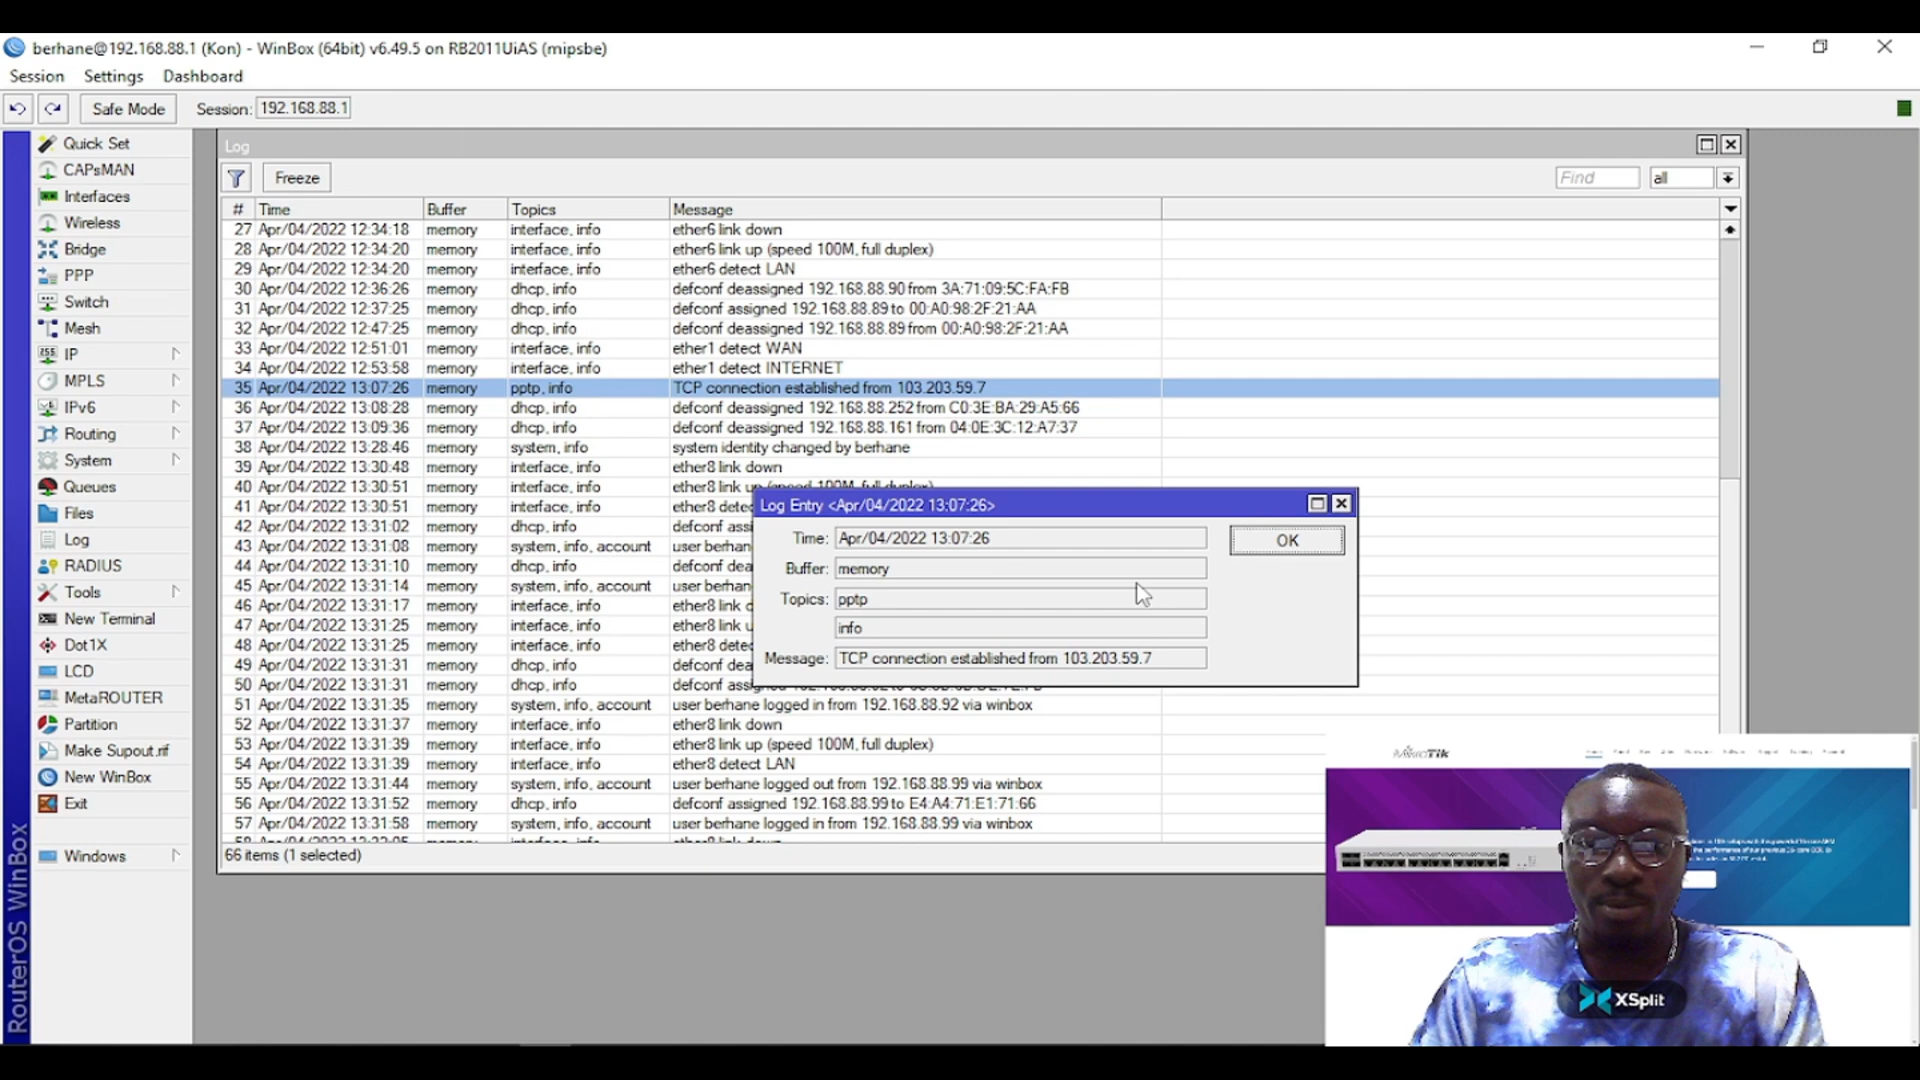 berhane@192.168.88.1 (Kon) - WinBox (64bit) v6.49.5 on RB2011UiAS (mipsbe)
Session Settings Dashboard
Safe Mode Session: 192.168.88.1
Quick Set
CAPsMAN
Interfaces
Wireless
Bridge
PPP
Switch
Mesh
IP
MPLS
IPv6
Routing
System
Queues
Files
Log
RADIUS
Tools
New Terminal
Dot1X
LCD
MetaROUTER
Partition
Make Supout.rif
New WinBox
Exit
Windows
RouterOS WinBox
Log
Freeze Find all
# Time Buffer Topics Message
27 Apr/04/2022 12:34:18 memory interface, info ether6 link down
28 Apr/04/2022 12:34:20 memory interface, info ether6 link up (speed 100M, full duplex)
29 Apr/04/2022 12:34:20 memory interface, info ether6 detect LAN
30 Apr/04/2022 12:36:26 memory dhcp, info defconf deassigned 192.168.88.90 from 3A:71:09:5C:FA:FB
31 Apr/04/2022 12:37:25 memory dhcp, info defconf assigned 192.168.88.89 to 00:A0:98:2F:21:AA
32 Apr/04/2022 12:47:25 memory dhcp, info defconf deassigned 192.168.88.89 from 00:A0:98:2F:21:AA
33 Apr/04/2022 12:51:01 memory interface, info ether1 detect WAN
34 Apr/04/2022 12:53:58 memory interface, info ether1 detect INTERNET
35 Apr/04/2022 13:07:26 memory pptp, info TCP connection established from 103.203.59.7
36 Apr/04/2022 13:08:28 memory dhcp, info defconf deassigned 192.168.88.252 from C0:3E:BA:29:A5:66
37 Apr/04/2022 13:09:36 memory dhcp, info defconf deassigned 192.168.88.161 from 04:0E:3C:12:A7:37
38 Apr/04/2022 13:28:46 memory system, info system identity changed by berhane
39 Apr/04/2022 13:30:48 memory interface, info ether8 link down
40 Apr/04/2022 13:30:51 memory interface, info ether8 link up (speed 100M, full duplex)
41 Apr/04/2022 13:30:51 memory interface, info ether8 detec
42 Apr/04/2022 13:31:02 memory dhcp, info defconf assi
43 Apr/04/2022 13:31:08 memory system, info, account user berhan
44 Apr/04/2022 13:31:10 memory dhcp, info defconf dea
45 Apr/04/2022 13:31:14 memory system, info, account user berhan
46 Apr/04/2022 13:31:17 memory interface, info ether8 link d
47 Apr/04/2022 13:31:25 memory interface, info ether8 link u
48 Apr/04/2022 13:31:25 memory interface, info ether8 detec
49 Apr/04/2022 13:31:31 memory dhcp, info defconf dea
50 Apr/04/2022 13:31:31 memory dhcp, info defconf assig
51 Apr/04/2022 13:31:35 memory system, info, account user berhane logged in from 192.168.88.92 via winbox
52 Apr/04/2022 13:31:37 memory interface, info ether8 link down
53 Apr/04/2022 13:31:39 memory interface, info ether8 link up (speed 100M, full duplex)
54 Apr/04/2022 13:31:39 memory interface, info ether8 detect LAN
55 Apr/04/2022 13:31:44 memory system, info, account user berhane logged out from 192.168.88.99 via winbox
56 Apr/04/2022 13:31:52 memory dhcp, info defconf assigned 192.168.88.99 to E4:A4:71:E1:71:66
57 Apr/04/2022 13:31:58 memory system, info, account user berhane logged in from 192.168.88.99 via winbox
66 items (1 selected)
Log Entry <Apr/04/2022 13:07:26>
Time: Apr/04/2022 13:07:26 OK
Buffer: memory
Topics: pptp
info
Message: TCP connection established from 103.203.59.7
MikroTik
XSplit